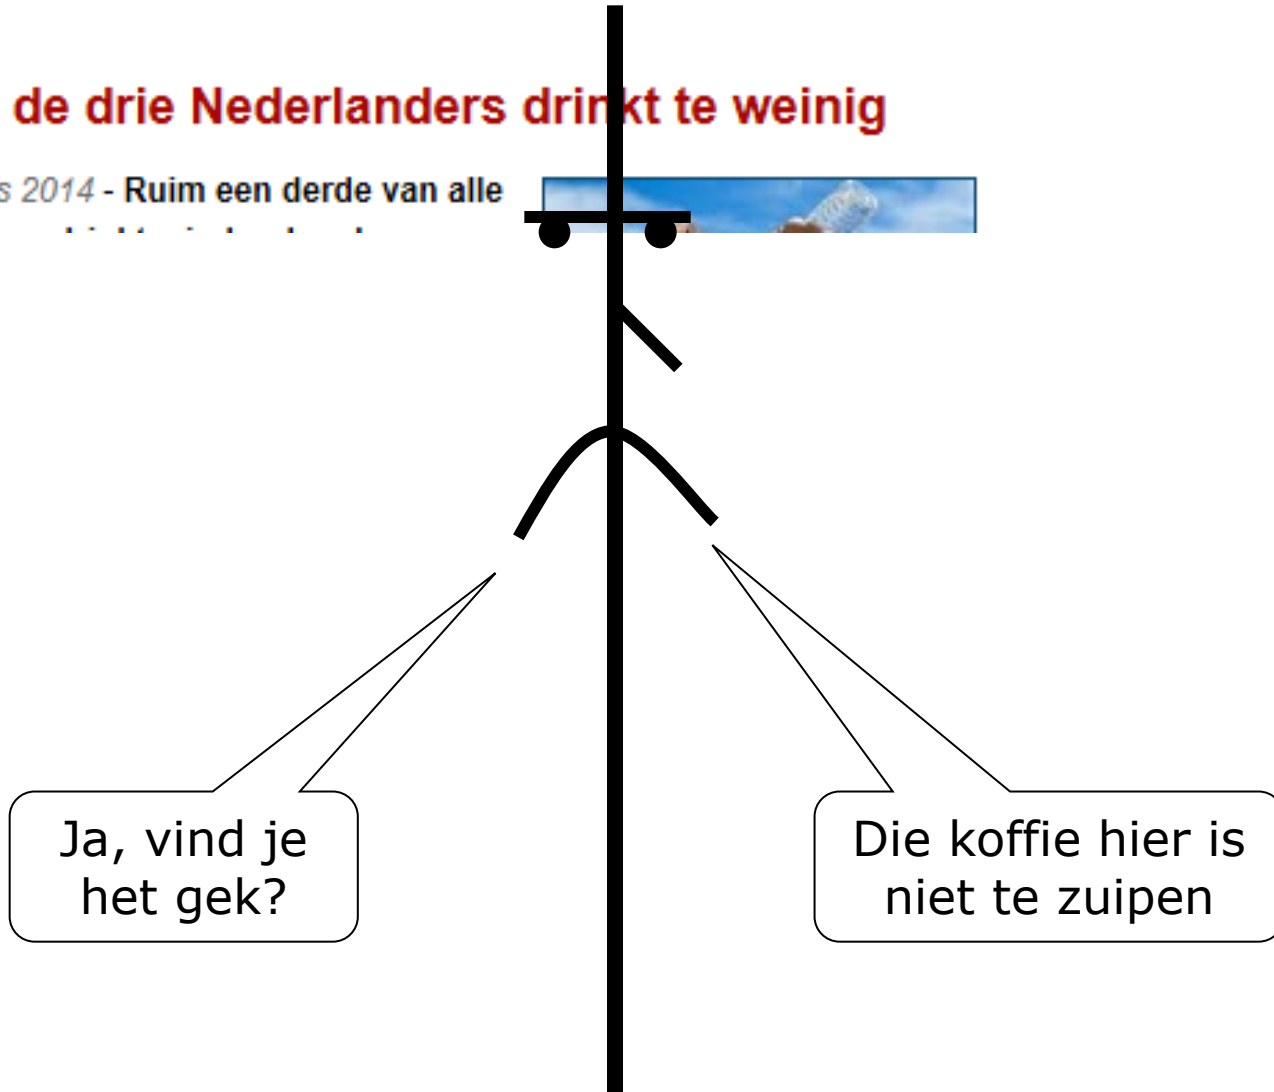 de drie Nederlanders drinkt te weinig
2014 - Ruim een derde van alle
Ja, vind je
het gek?
Die koffie hier is
niet te zuipen